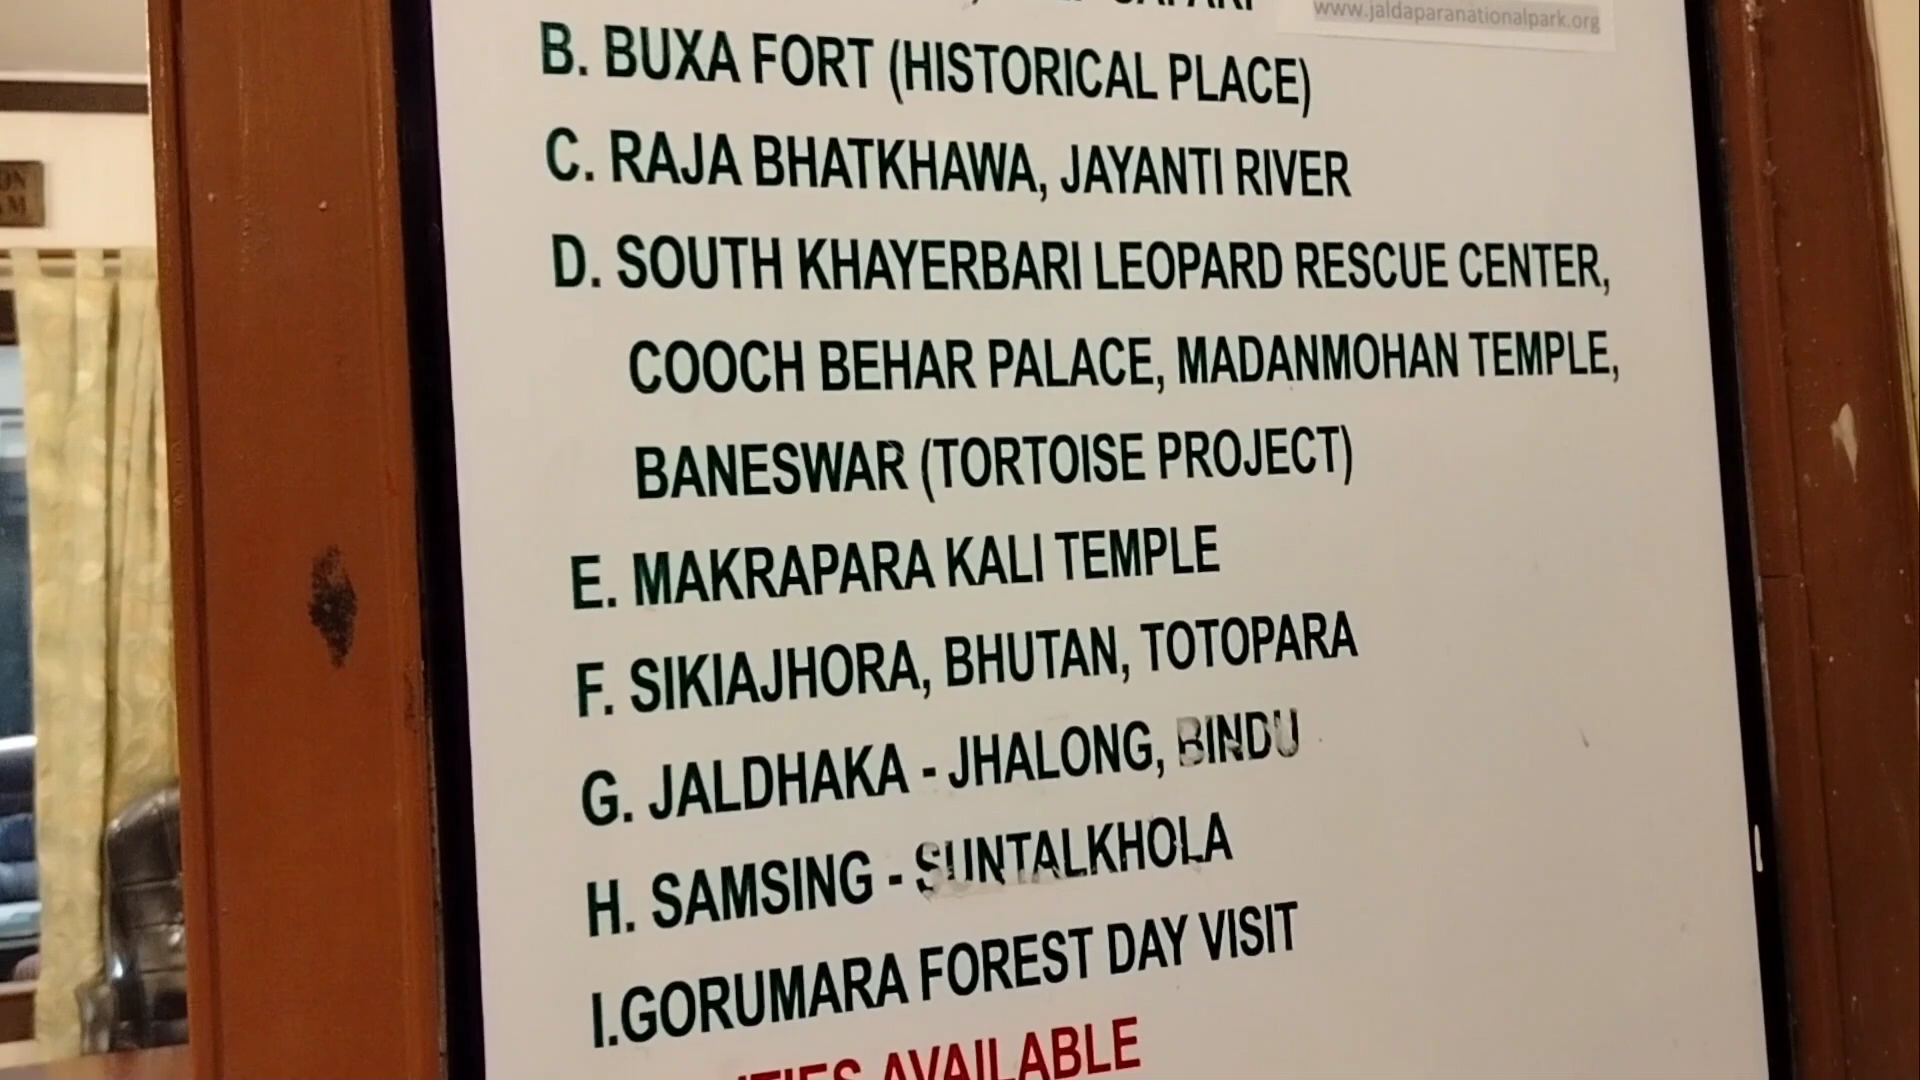 www.jaldaparanationalpark.org
B. BUXA FORT (HISTORICAL PLACE)
C. RAJA BHATKHAWA, JAYANTI RIVER
D. SOUTH KHAYERBARI LEOPARD RESCUE CENTER,
COOCH BEHAR PALACE, MADANMOHAN TEMPLE,
BANESWAR (TORTOISE PROJECT)
E. MAKRAPARA KALI TEMPLE
F. SIKIAJHORA, BHUTAN, TOTOPARA
G. JALDHAKA - JHALONG, BINDU
H. SAMSING - SUNTALKHOLA
I.GORUMARA FOREST DAY VISIT
AVAILABLE